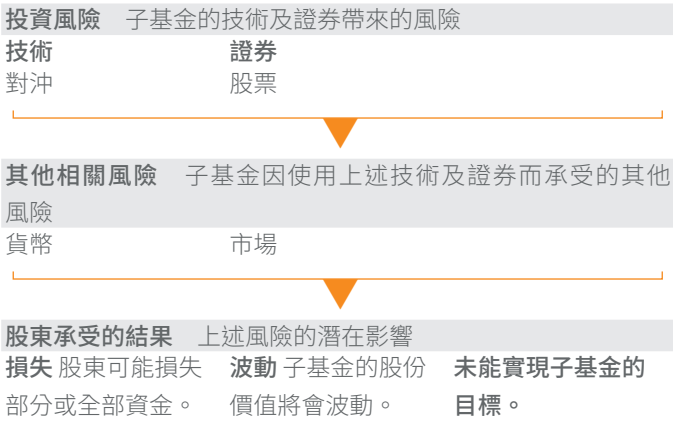 投資風險 子基金的技術及證券帶來的風險
技術 證券
對沖 股票
其他相關風險 子基金因使用上述技術及證券而承受的其他
風險
貨幣 市場
股東承受的結果 上述風險的潛在影響
損失 股東可能損失 波動 子基金的股份 未能實現子基金的
部分或全部資金。 價值將會波動。 目標。